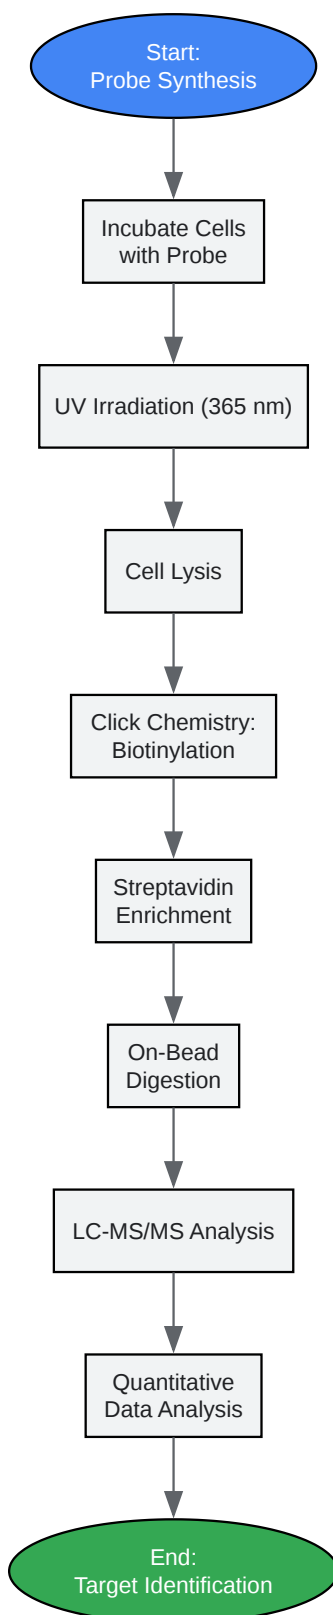 Start:
Probe Synthesis
Incubate Cells
with Probe
UV Irradiation (365 nm)
Cell Lysis
Click Chemistry:
Biotinylation
Streptavidin
Enrichment
On-Bead
Digestion
LC-MS/MS Analysis
Quantitative
Data Analysis
End:
Target Identification